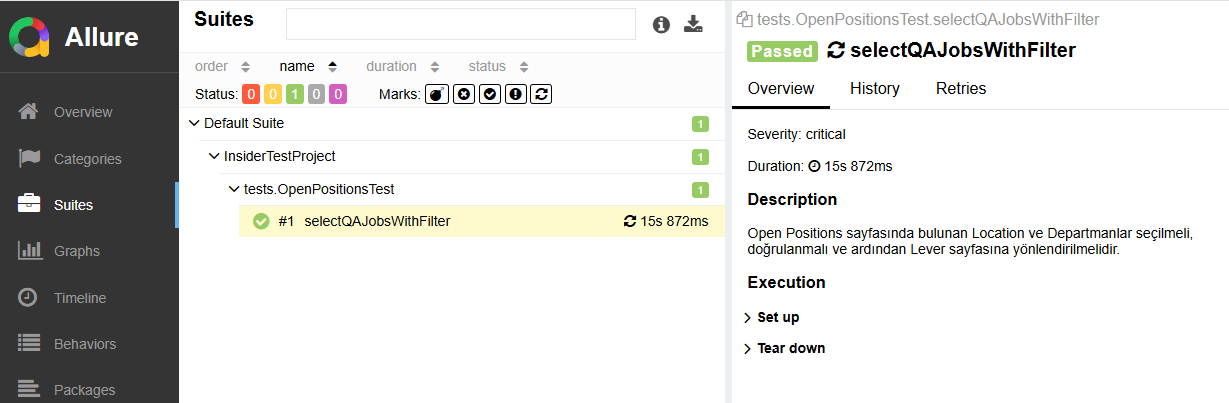 Allure
Overview
Categories
Suites
Graphs
Timeline
Behaviors
Packages
Suites
order name duration status
Status: 0 0 1 0 0 Marks:
Default Suite 1
InsiderTestProject 1
tests.OpenPositionsTest 1
#1 selectQAJobsWithFilter 15s 872ms
tests.OpenPositionsTest.selectQAJobsWithFilter
Passed selectQAJobsWithFilter
Overview History Retries
Severity: critical
Duration: 15s 872ms
Description
Open Positions sayfasında bulunan Location ve Departmanlar seçilmeli,
doğrulanmalı ve ardından Lever sayfasına yönlendirilmelidir.
Execution
Set up
Tear down